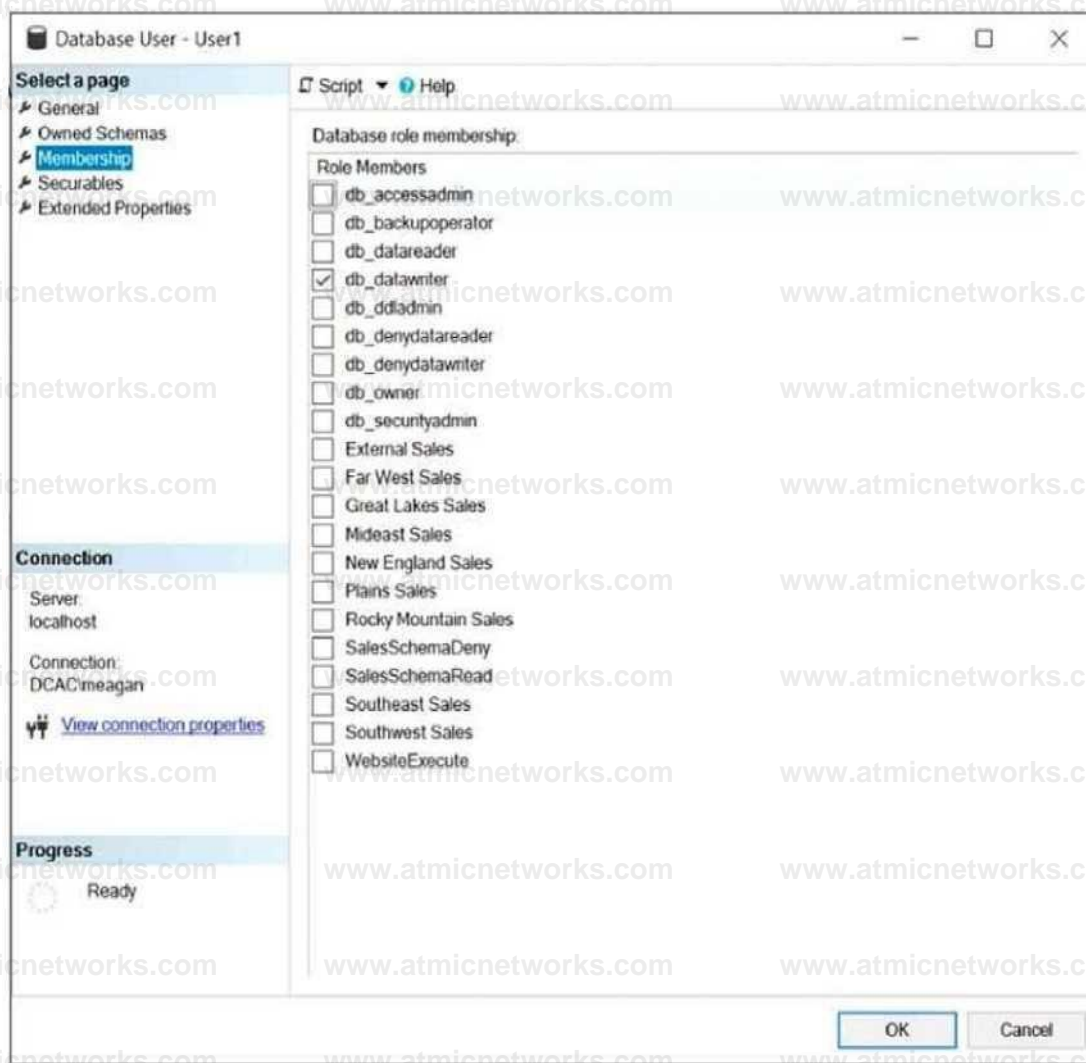 Database User - User1
Select a page
General
Owned Schemas
Membership
Securables
Extended Properties
Script Help
Database role membership:
Role Members
db_accessadmin
db_backupoperator
db_datareader
db_datawriter
db_ddladmin
db_denydatareader
db_denydatawriter
db_owner
db_securityadmin
External Sales
Far West Sales
Great Lakes Sales
Mideast Sales
New England Sales
Plains Sales
Rocky Mountain Sales
SalesSchemaDeny
SalesSchemaRead
Southeast Sales
Southwest Sales
WebsiteExecute
Connection
Server:
localhost
Connection:
DCAC\meagan
View connection properties
Progress
Ready
OK Cancel
www.atmicnetworks.com